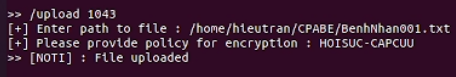 >> /upload 1043
[+] Enter path to file : /home/hieutran/CPABE/BenhNhan001.txt
[+] Please provide policy for encryption : HOISUC-CAPCUU
>> [NOTI] : File uploaded